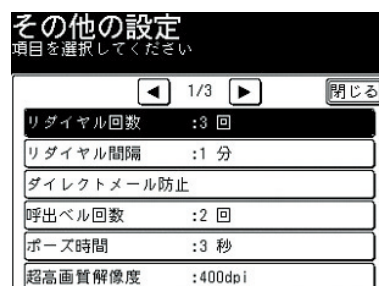 その他の設定
項目を選択してください
◀ 1/3 ▶ 閉じる
リダイヤル回数 :3 回
リダイヤル間隔 :1 分
ダイレクトメール防止
呼出ベル回数 :2 回
ポーズ時間 :3 秒
超高画質解像度 :400dpi